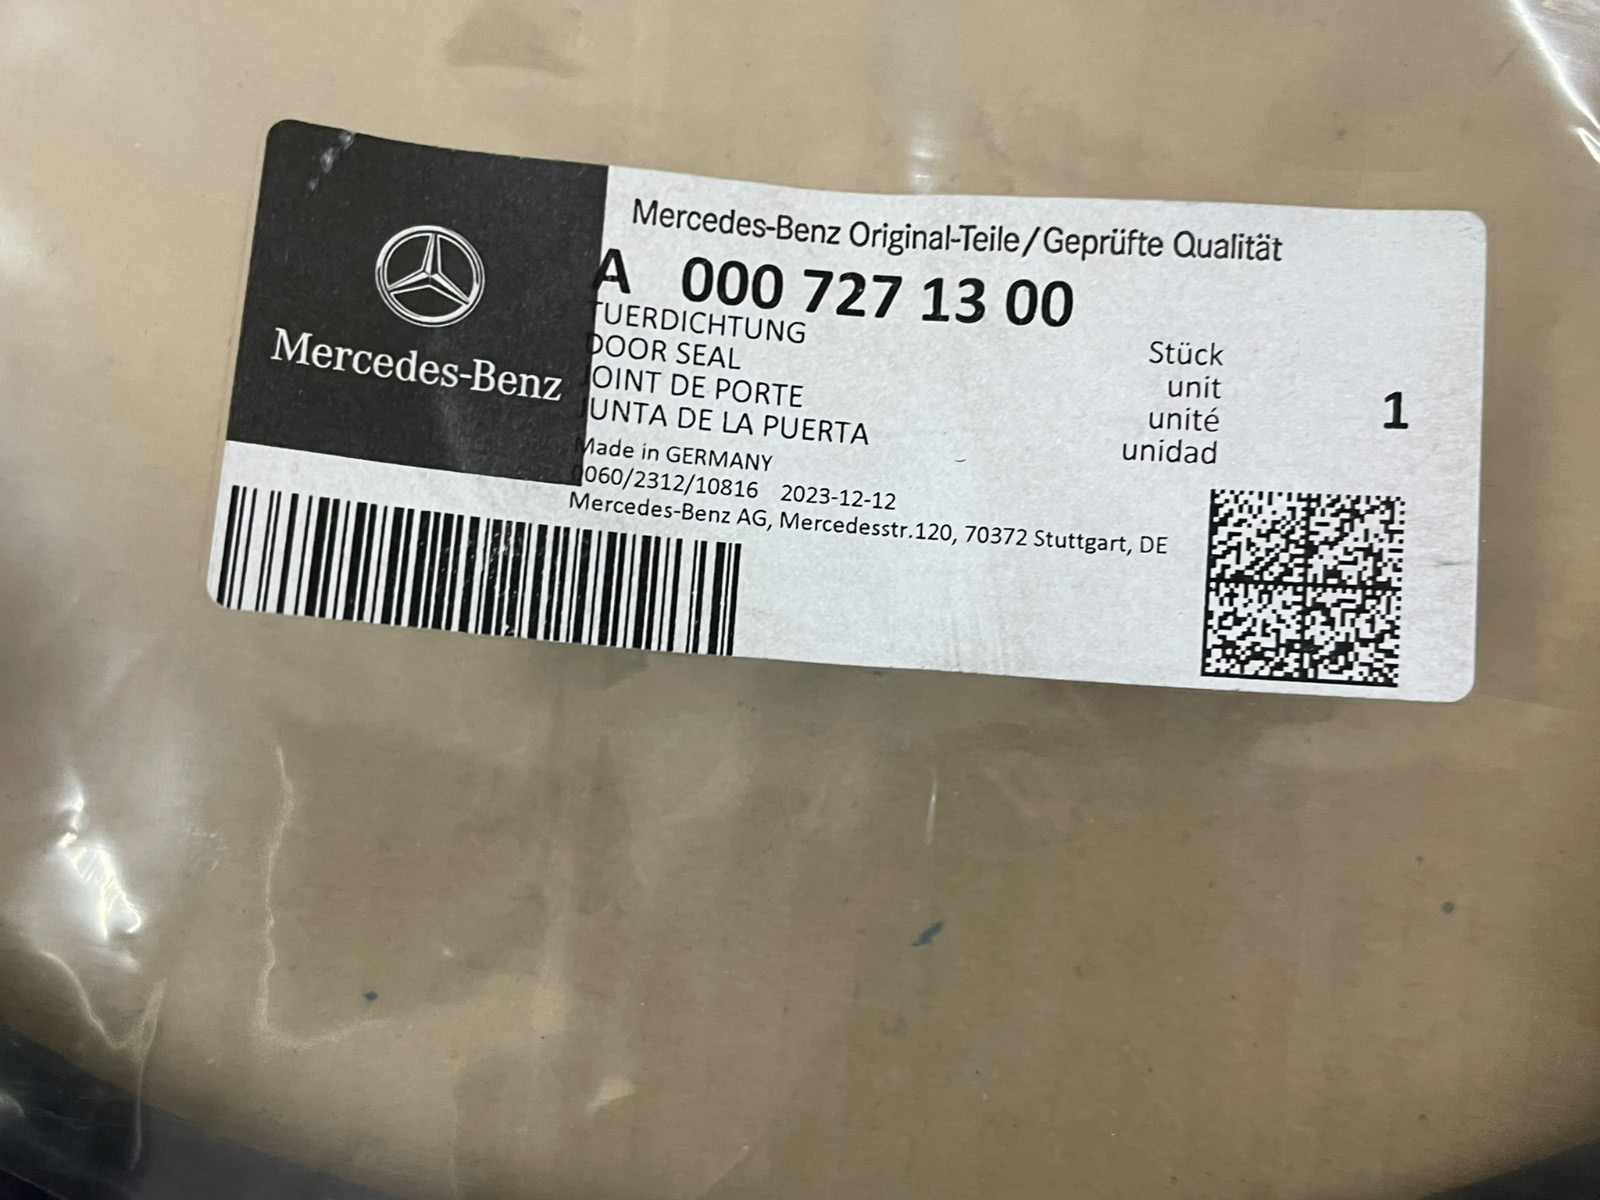 Mercedes-Benz
Mercedes-Benz Original-Teile/Geprüfte Qualität
A 000 727 13 00
TUERDICHTUNG
DOOR SEAL
JOINT DE PORTE
JUNTA DE LA PUERTA
Stück
unit
unité
unidad
1
Made in GERMANY
0060/2312/10816 2023-12-12
Mercedes-Benz AG, Mercedesstr.120, 70372 Stuttgart, DE